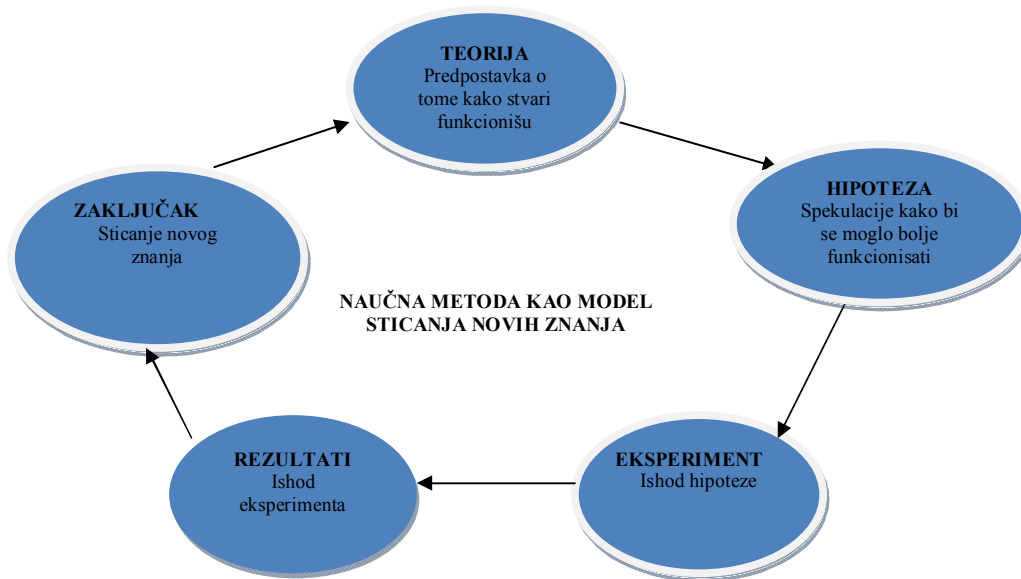 TEORIJA
Predpostavka o
tome kako stvari
funkcionišu
HIPOTEZA
Spekulacije kako bi
se moglo bolje
funkcionisati
ZAKLJUČAK
Sticanje novog
znanja
NAUČNA METODA KAO MODEL
STICANJA NOVIH ZNANJA
REZULTATI
Ishod
eksperimenta
EKSPERIMENT
Ishod hipoteze